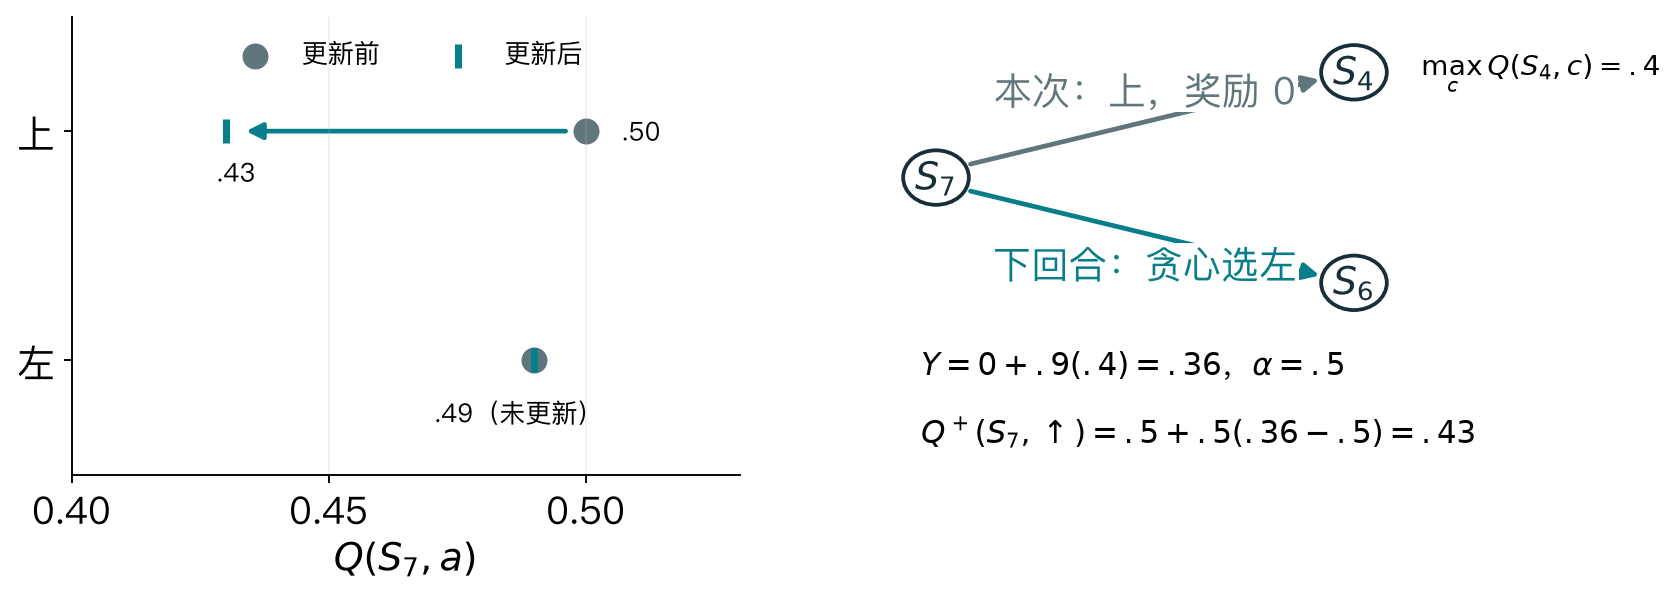 更新前 更新后
上
.50
.43
左
.49（未更新）
0.40 0.45 0.50
Q(S₇, a)
本次：上，奖励 0
S₄
max_c Q(S₄, c) = .4
S₇
下回合：贪心选左
S₆
Y = 0 + .9(.4) = .36，α = .5
Q⁺(S₇, ↑) = .5 + .5(.36 − .5) = .43